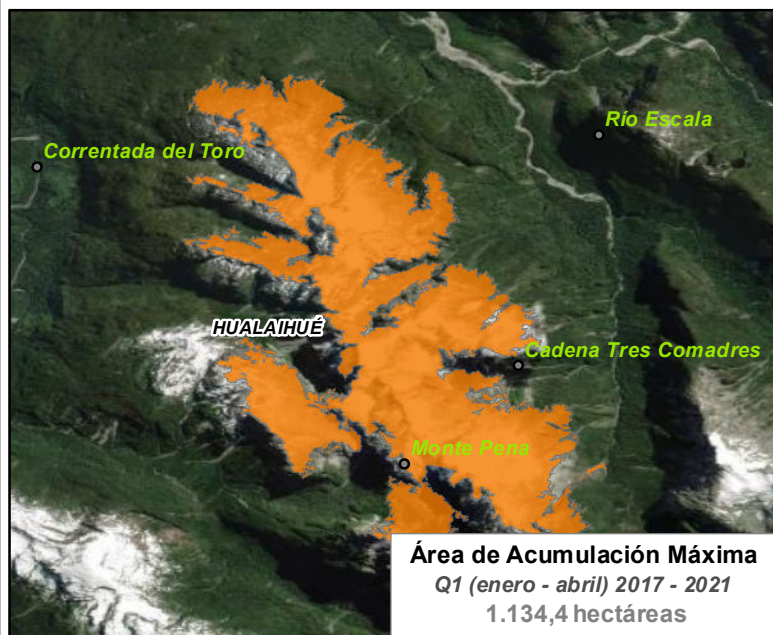 Río Escala
Correntada del Toro
HUALAIHUÉ
Cadena Tres Comadres
Monte Pena
Área de Acumulación Máxima
Q1 (enero - abril) 2017 - 2021
1.134,4 hectáreas